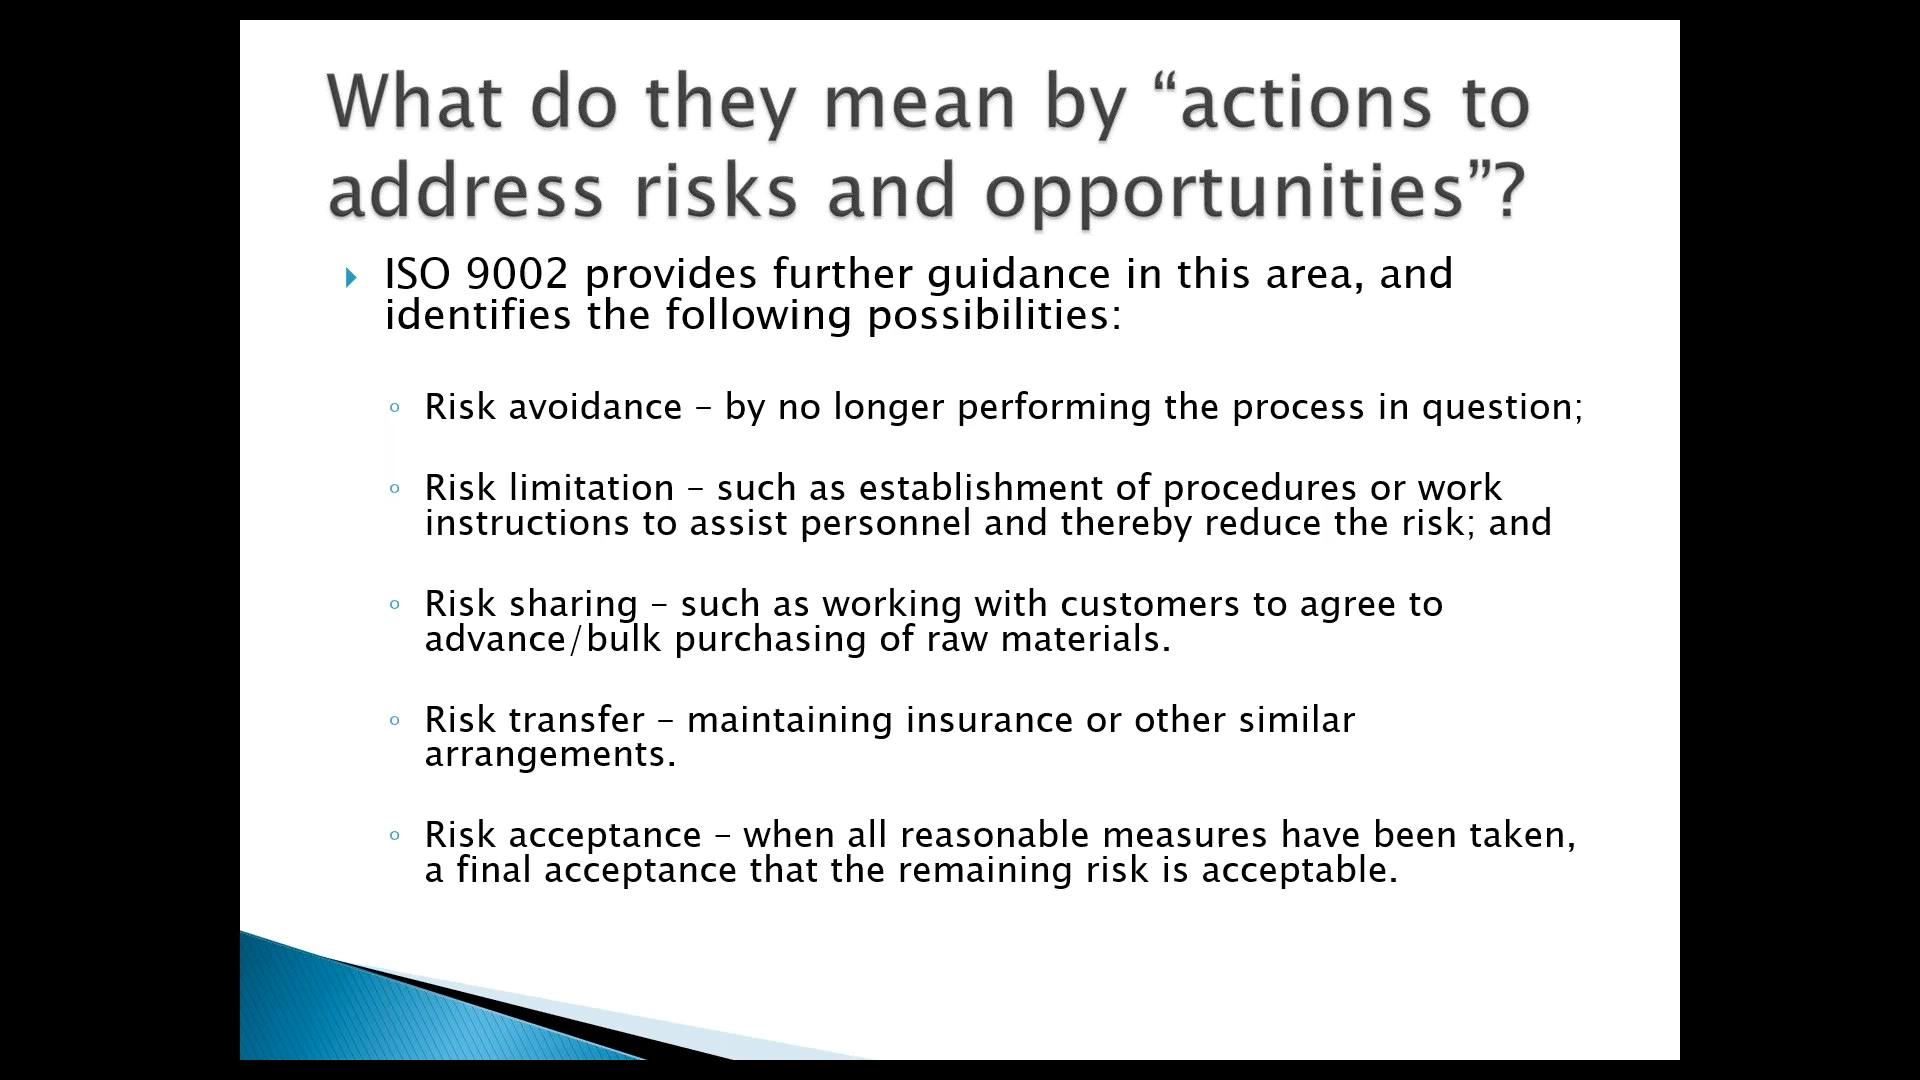 What do they mean by “actions to
address risks and opportunities”?
ISO 9002 provides further guidance in this area, and
identifies the following possibilities:
Risk avoidance – by no longer performing the process in question;
Risk limitation – such as establishment of procedures or work
instructions to assist personnel and thereby reduce the risk; and
Risk sharing – such as working with customers to agree to
advance/bulk purchasing of raw materials.
Risk transfer – maintaining insurance or other similar
arrangements.
Risk acceptance – when all reasonable measures have been taken,
a final acceptance that the remaining risk is acceptable.